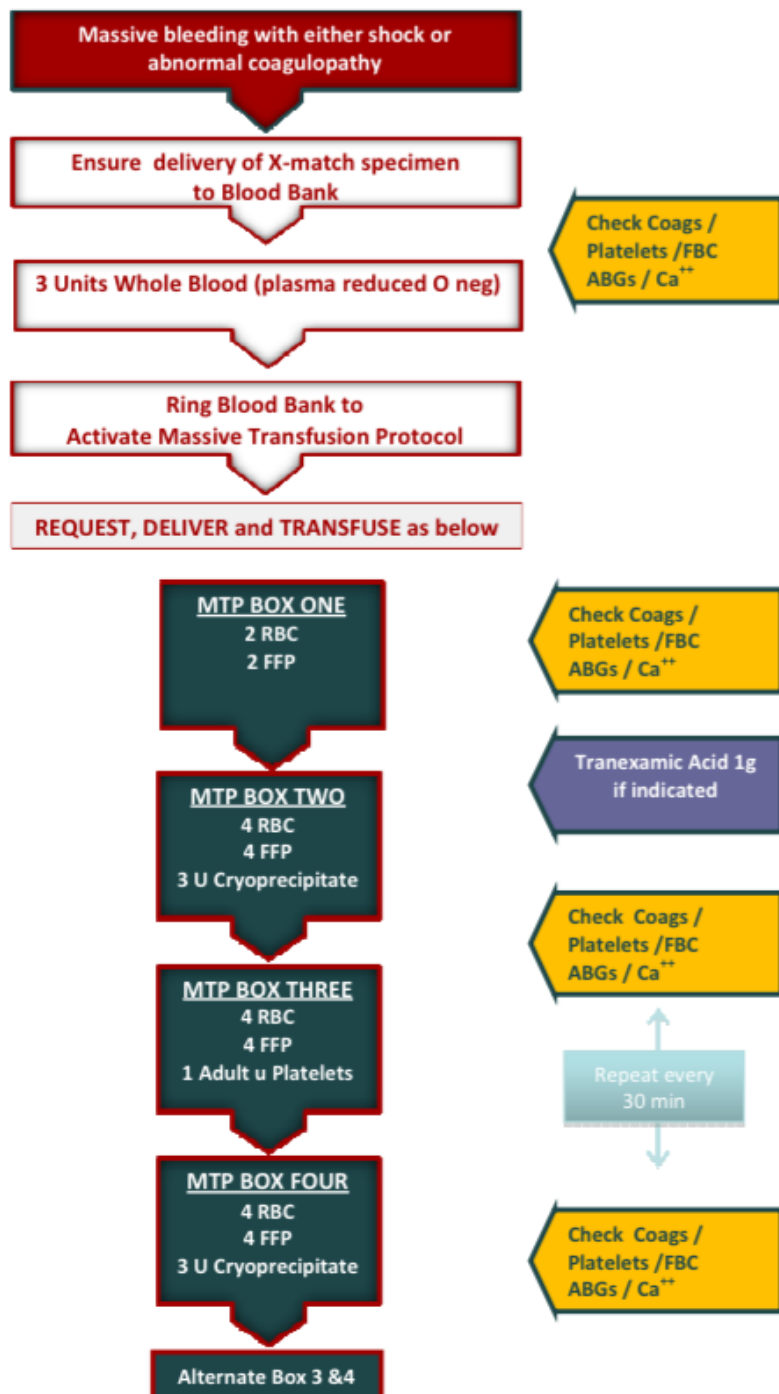 Massive bleeding with either shock or
abnormal coagulopathy
Ensure delivery of X-match specimen
to Blood Bank
Check Coags /
Platelets /FBC
ABGs / Ca⁺⁺
3 Units Whole Blood (plasma reduced O neg)
Ring Blood Bank to
Activate Massive Transfusion Protocol
REQUEST, DELIVER and TRANSFUSE as below
MTP BOX ONE
2 RBC
2 FFP
Check Coags /
Platelets /FBC
ABGs / Ca⁺⁺
Tranexamic Acid 1g
if indicated
MTP BOX TWO
4 RBC
4 FFP
3 U Cryoprecipitate
Check Coags /
Platelets /FBC
ABGs / Ca⁺⁺
MTP BOX THREE
4 RBC
4 FFP
1 Adult u Platelets
Repeat every
30 min
MTP BOX FOUR
4 RBC
4 FFP
3 U Cryoprecipitate
Check Coags /
Platelets /FBC
ABGs / Ca⁺⁺
Alternate Box 3 &4